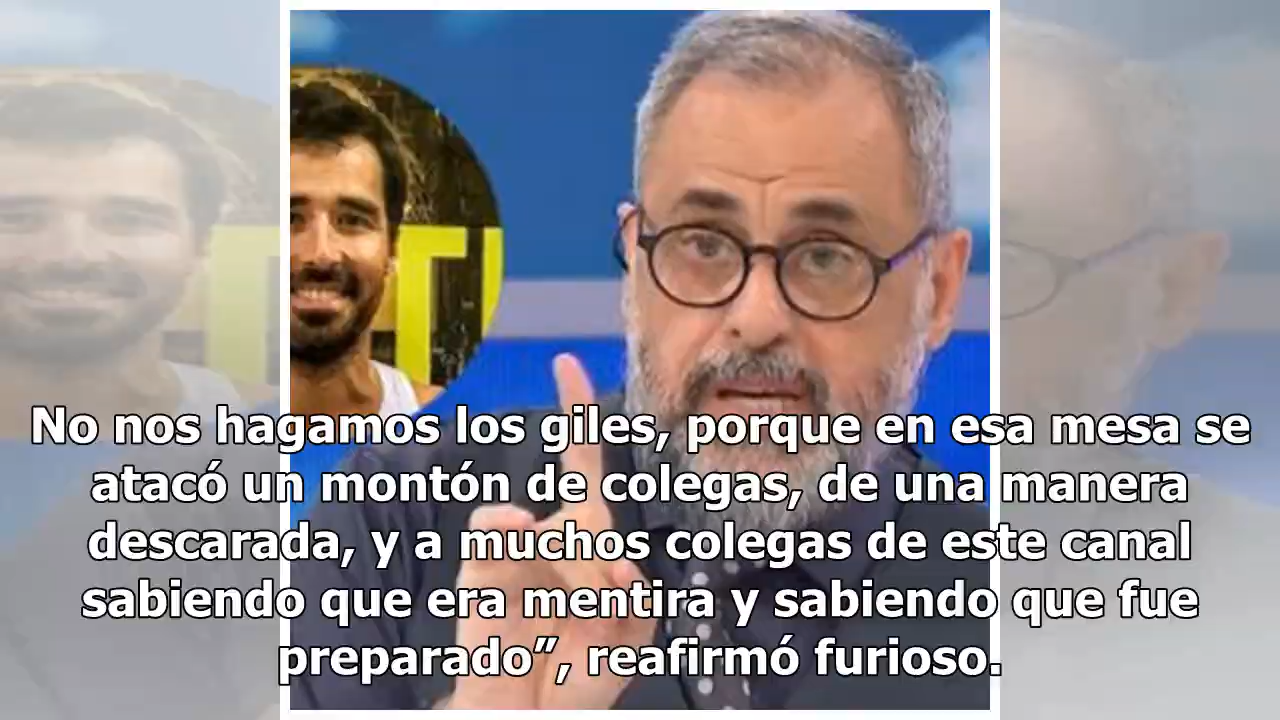 No nos hagamos los giles, porque en esa mesa se
atacó un montón de colegas, de una manera
descarada, y a muchos colegas de este canal
sabiendo que era mentira y sabiendo que fue
preparado”, reafirmó furioso.